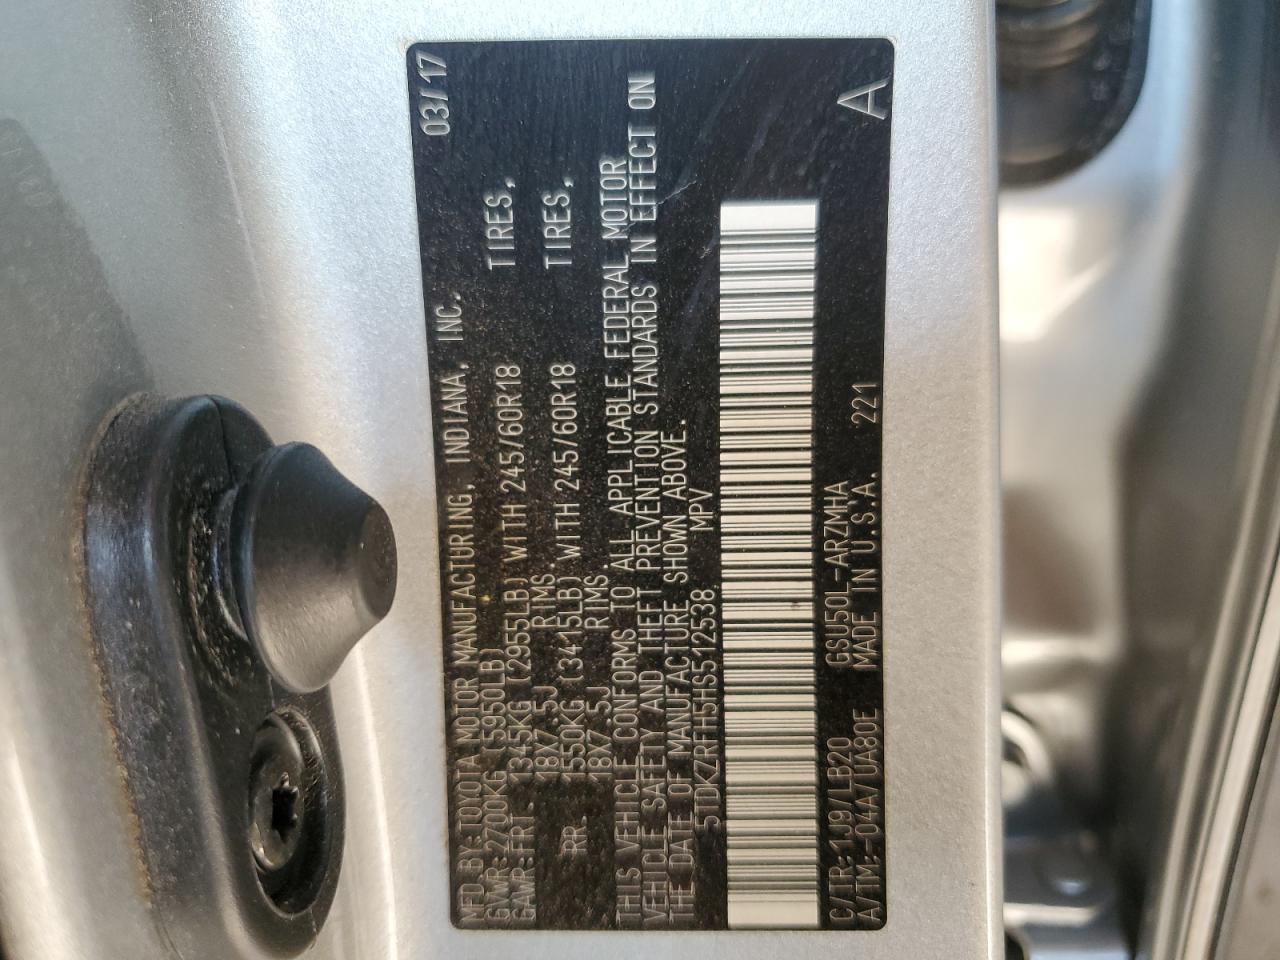 MFD BY:TOYOTA MOTOR MANUFACTURING, INDIANA, INC. 03/17
GVWR:2700KG (5950LB)
GAWR:FRT. 1345KG (2955LB) WITH 245/60R18 TIRES,
18X7.5J RIMS.
RR. 1550KG (3415LB) WITH 245/60R18 TIRES,
18X7.5J RIMS
THIS VEHICLE CONFORMS TO ALL APPLICABLE FEDERAL MOTOR
VEHICLE SAFETY AND THEFT PREVENTION STANDARDS IN EFFECT ON
THE DATE OF MANUFACTURE SHOWN ABOVE.
5TDKZRFH5HS512538 MPV
C/TR:1J9/LB20 GSU50L-ARZMHA
A/TM:-04A/UA80E MADE IN U.S.A. 221
A